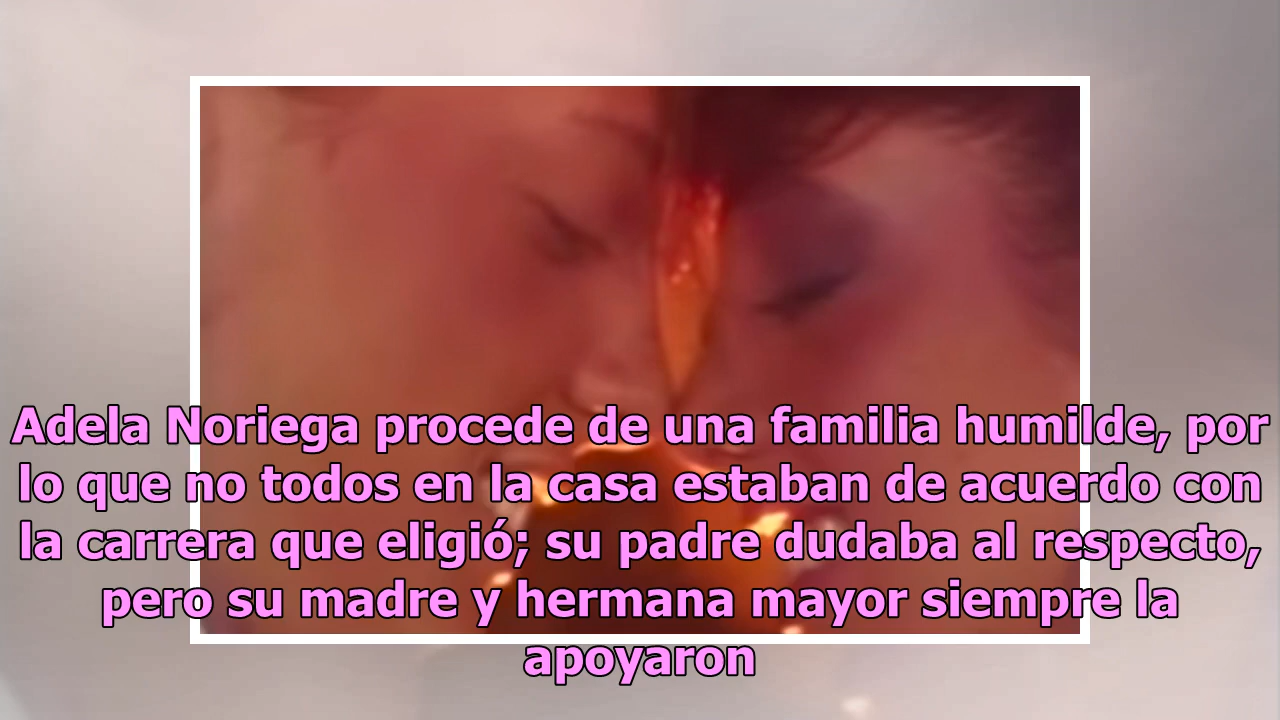 Adela Noriega procede de una familia humilde, por
lo que no todos en la casa estaban de acuerdo con
la carrera que eligió; su padre dudaba al respecto,
pero su madre y hermana mayor siempre la
apoyaron